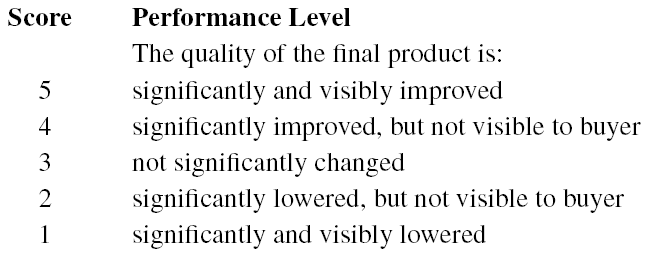 Score Performance Level
The quality of the final product is:
5 significantly and visibly improved
4 significantly improved, but not visible to buyer
3 not significantly changed
2 significantly lowered, but not visible to buyer
1 significantly and visibly lowered